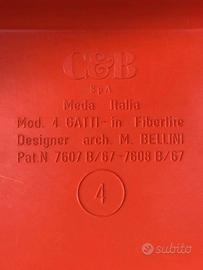 C&B
SpA
Meda Italia
Mod. 4 GATTI-in Fiberlite
Designer arch. M. BELLINI
Pat.N 7607 B/67-7608 B/67
4
subito